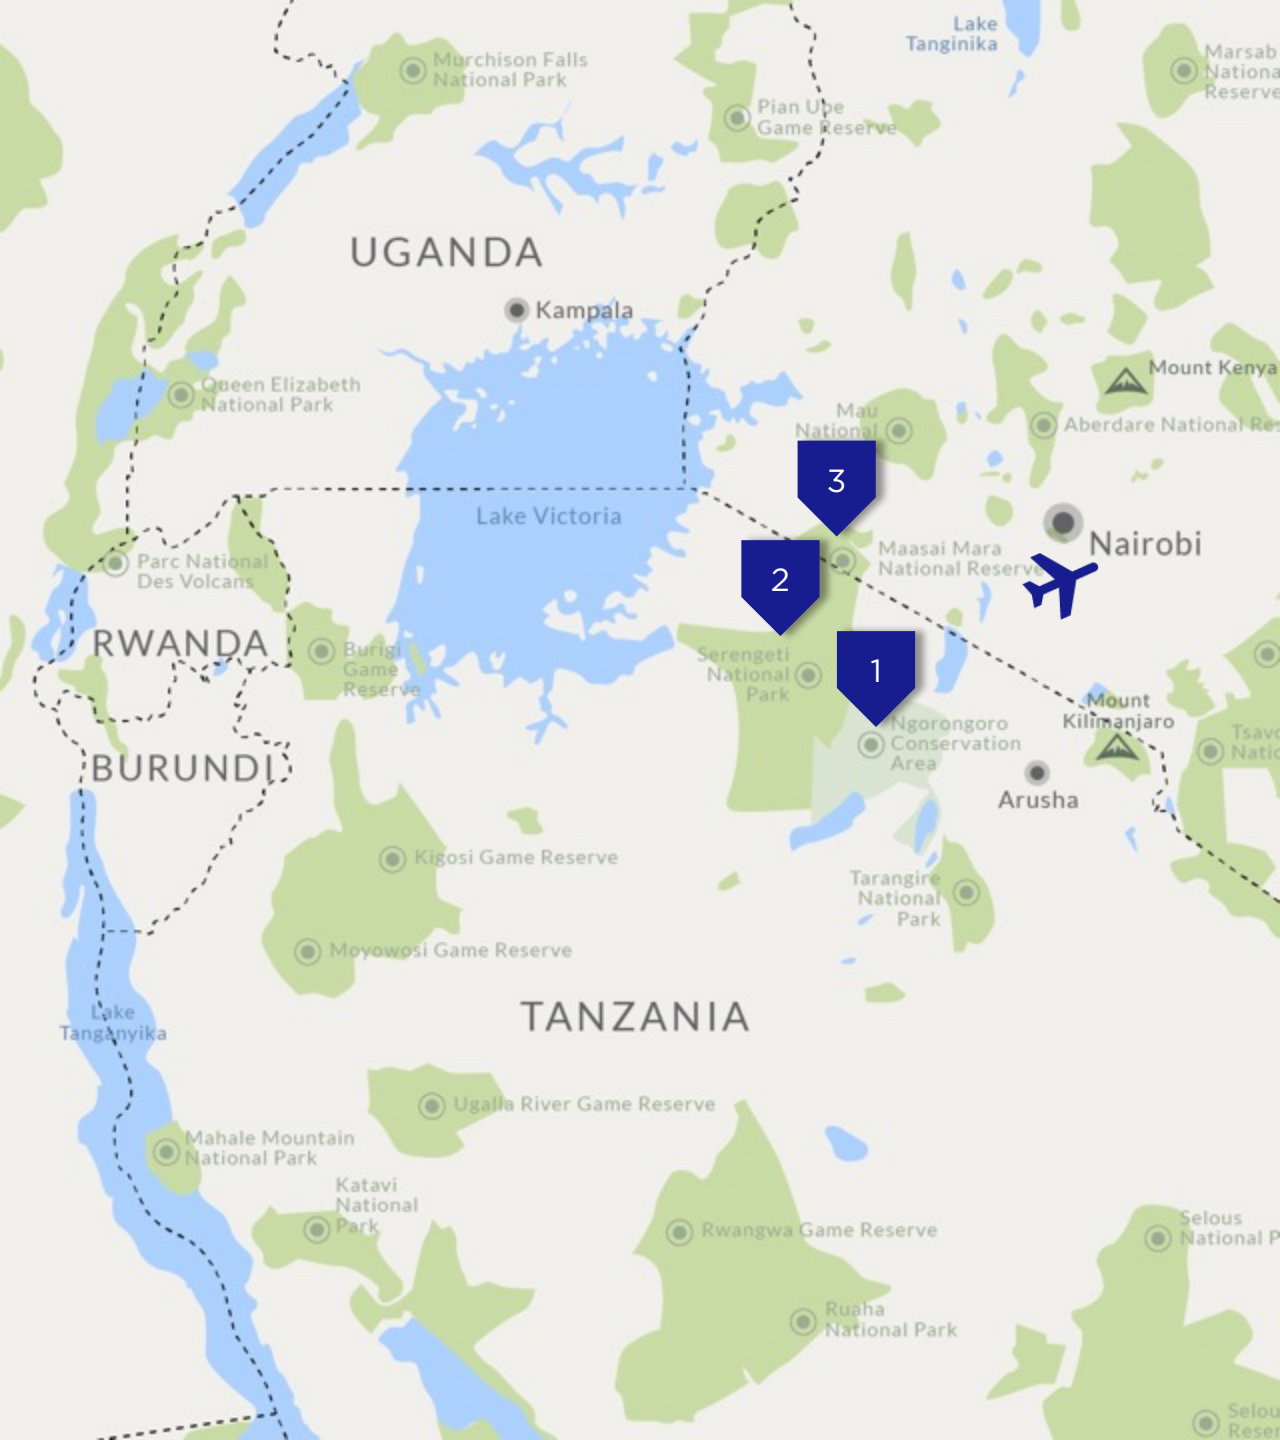 Lake
Tanginika
Murchison Falls
National Park
Marsab
Nationa
Reserve
Pian Upe
Game Reserve
UGANDA
Kampala
Mount Kenya
Queen Elizabeth
National Park
Mau
National
Aberdare National Res
3
Lake Victoria
Nairobi
Maasai Mara
National Reserve
Parc National
Des Volcans
2
RWANDA
Burigi
Game
Reserve
Serengeti
National
Park
1
Mount
Kilimanjaro
Ngorongoro
Conservation
Area
Tsavo
Natio
BURUNDI
Arusha
Kigosi Game Reserve
Tarangire
National
Park
Moyowosi Game Reserve
TANZANIA
Lake
Tanganyika
Ugalla River Game Reserve
Mahale Mountain
National Park
Katavi
National
Park
Rwangwa Game Reserve
Selous
National P
Ruaha
National Park
Selou
Reser